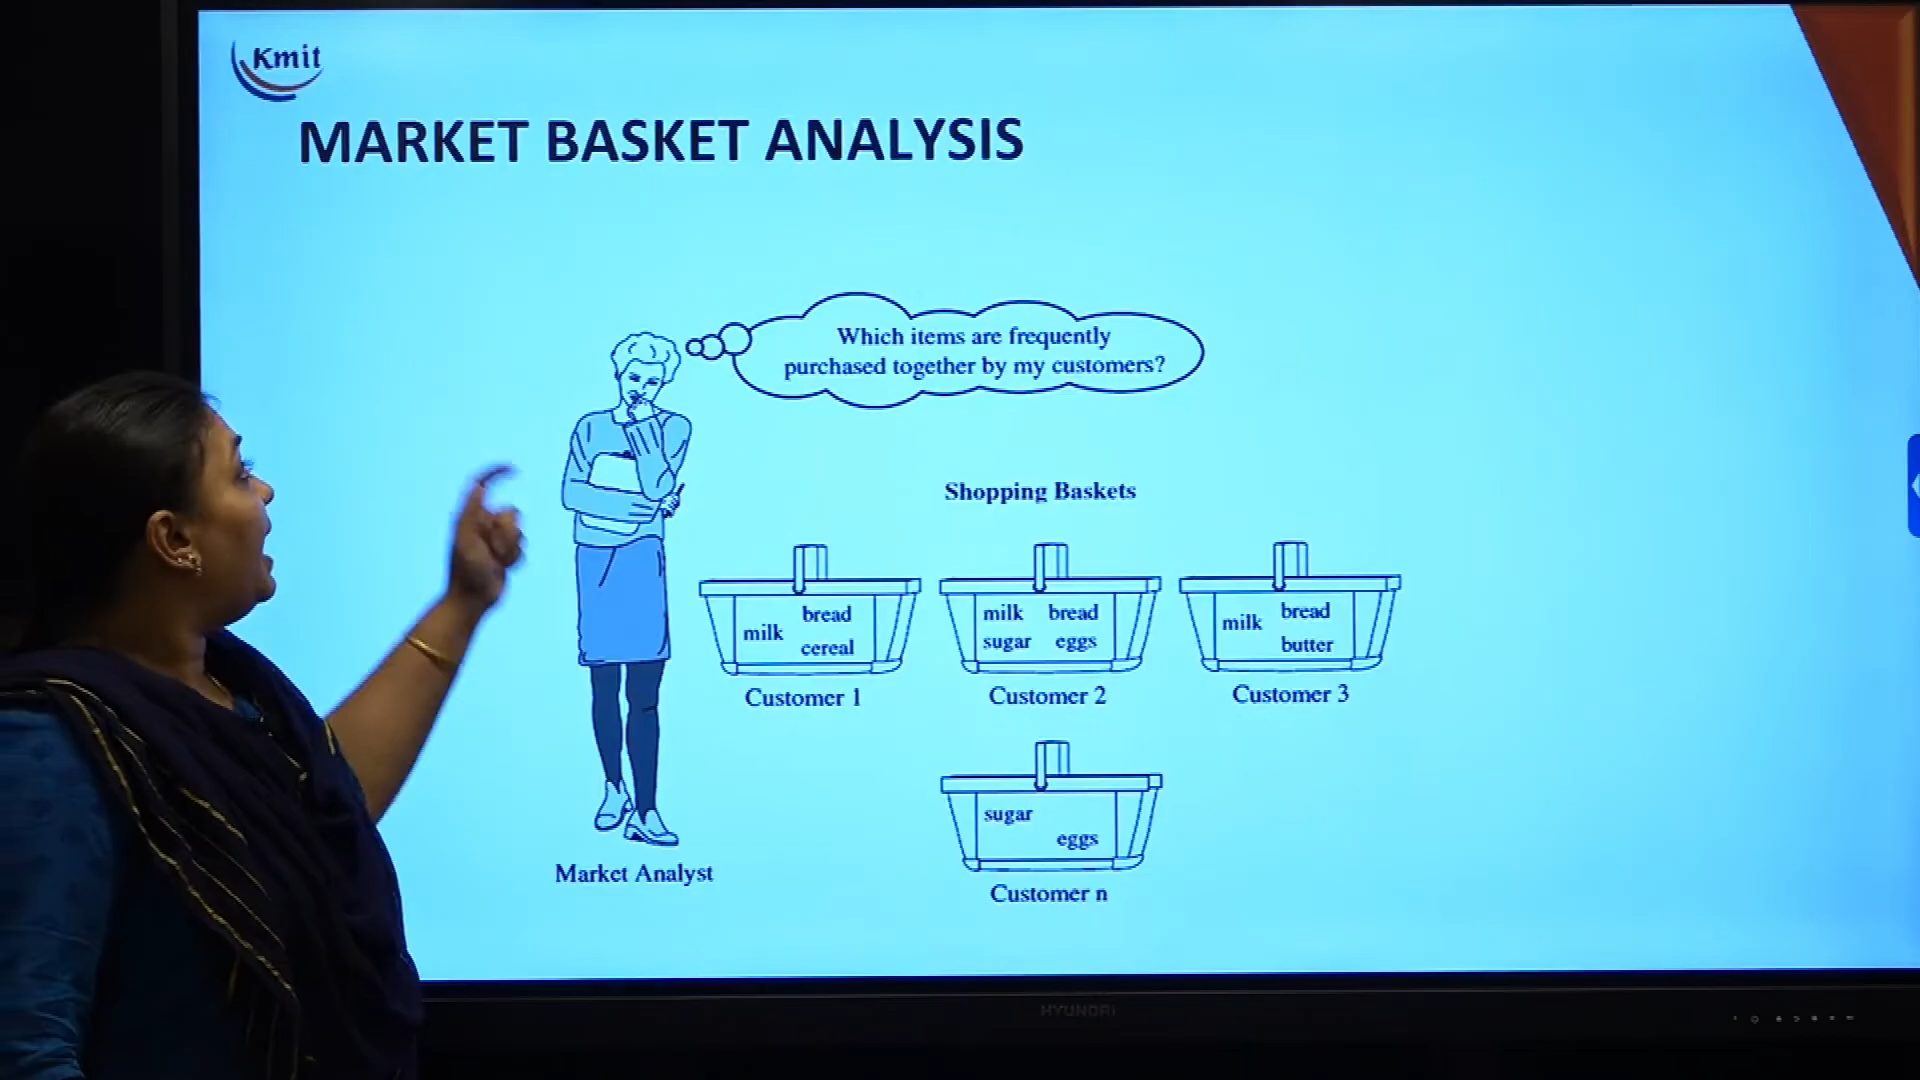 Kmit
MARKET BASKET ANALYSIS
Which items are frequently
purchased together by my customers?
Shopping Baskets
milk
bread
cereal
Customer 1
milk bread
sugar eggs
Customer 2
milk
bread
butter
Customer 3
sugar
eggs
Customer n
Market Analyst
HYUNDAI